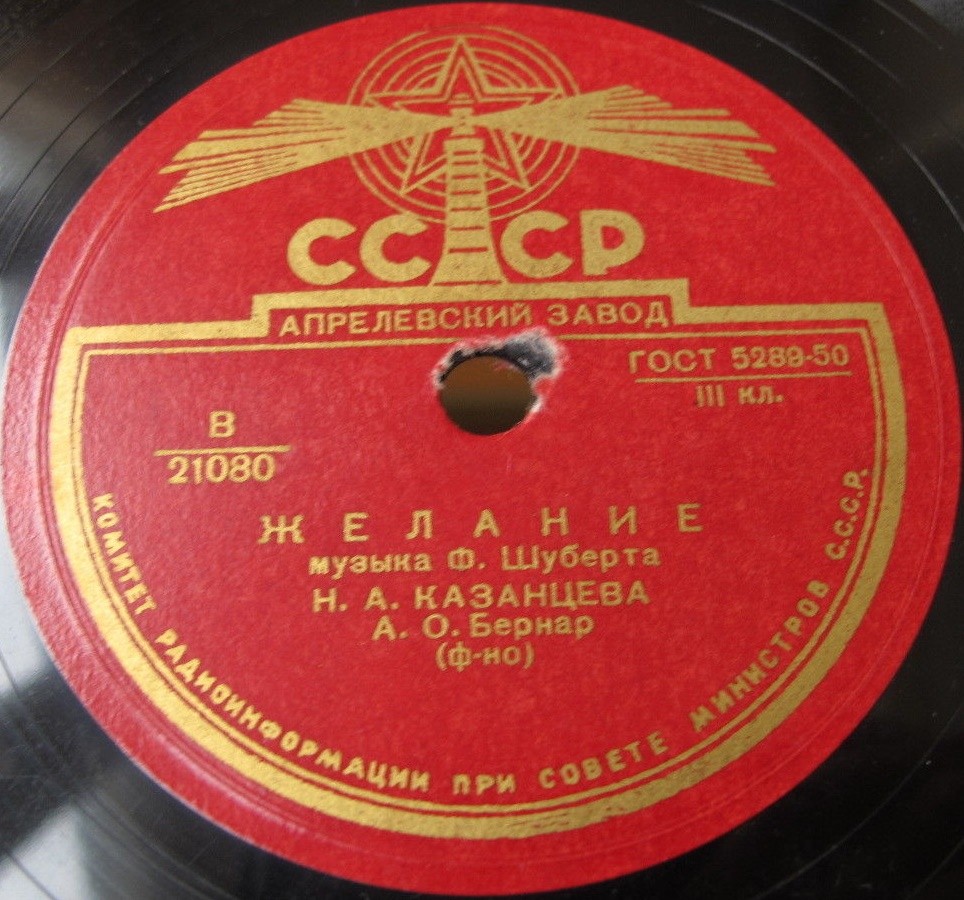 СССР
АПРЕЛЕВСКИЙ ЗАВОД
ГОСТ 5289-50
III кл.
В
21080
ЖЕЛАНИЕ
музыка Ф. Шуберта
Н. А. КАЗАНЦЕВА
А. О. Бернар
(ф-но)
КОМИТЕТ РАДИОИНФОРМАЦИИ ПРИ СОВЕТЕ МИНИСТРОВ С.С.С.Р.